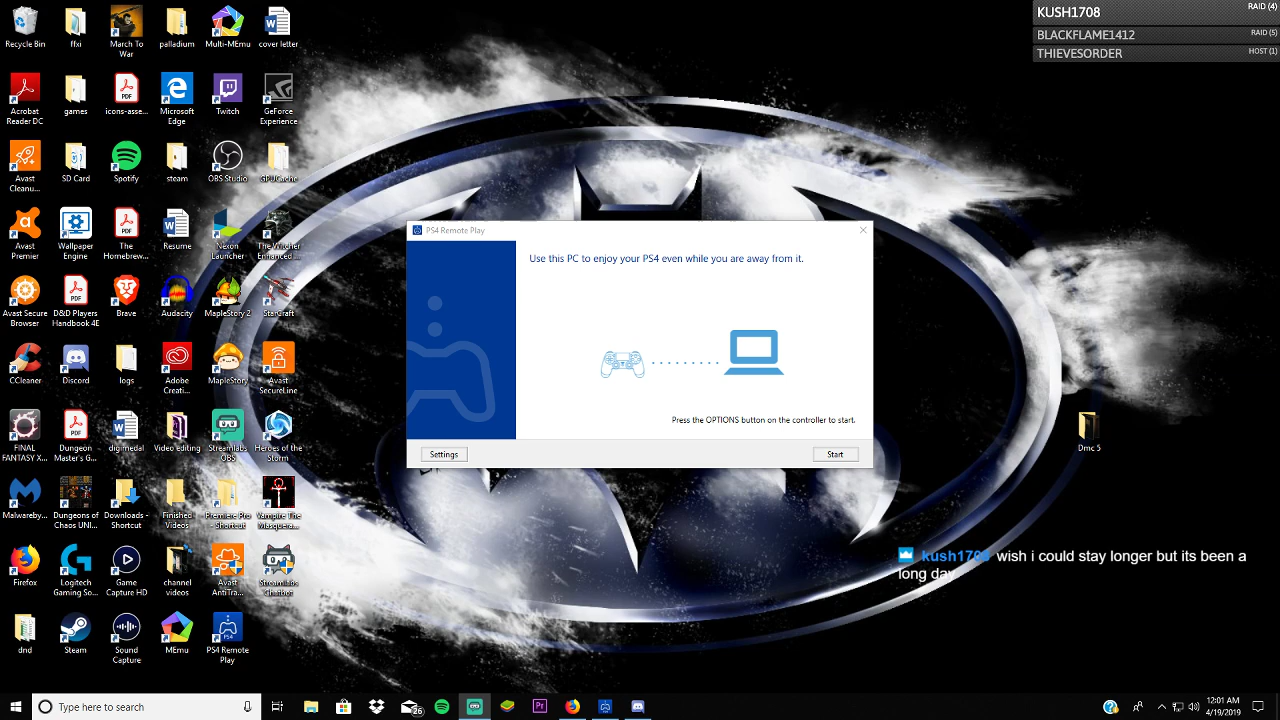 Recycle Bin
ffxi
March To
War
palladium
Multi-MEmu
cover letter
Acrobat
Reader DC
games
icons-asse...
Microsoft
Edge
Twitch
GeForce
Experience
Avast
Cleanu...
SD Card
Spotify
steam
OBS Studio
GPUCache
Avast
Premier
Wallpaper
Engine
The
Homebrew...
Resume
Nexon
Launcher
The Witcher
Enhanced ...
Avast Secure
Browser
D&D Players
Handbook 4E
Brave
Audacity
MapleStory 2
StarCraft
CCleaner
Discord
logs
Adobe
Creati...
MapleStory
Avast
SecureLine
FINAL
FANTASY X...
Dungeon
Master's G...
digimedal
Video editing
Streamlabs
OBS
Heroes of the
Storm
Malwareby...
Dungeons of
Chaos UNI...
Downloads -
Shortcut
Finished
Videos
Premiere Pro
- Shortcut
Vampire The
Masquera...
Firefox
Logitech
Gaming So...
Game
Capture HD
channel
videos
Avast
AntiTra...
Streamlabs
Chatbot
dnd
Steam
Sound
Capture
MEmu
PS4 Remote
Play
KUSH1708
RAID (4)
BLACKFLAME1412
RAID (5)
THIEVESORDER
HOST (1)
PS4 Remote Play
Use this PC to enjoy your PS4 even while you are away from it.
Press the OPTIONS button on the controller to start.
Settings
Start
Dmc 5
kush1708 wish i could stay longer but its been a
long day
Type here to search
26
12:01 AM
4/19/2019